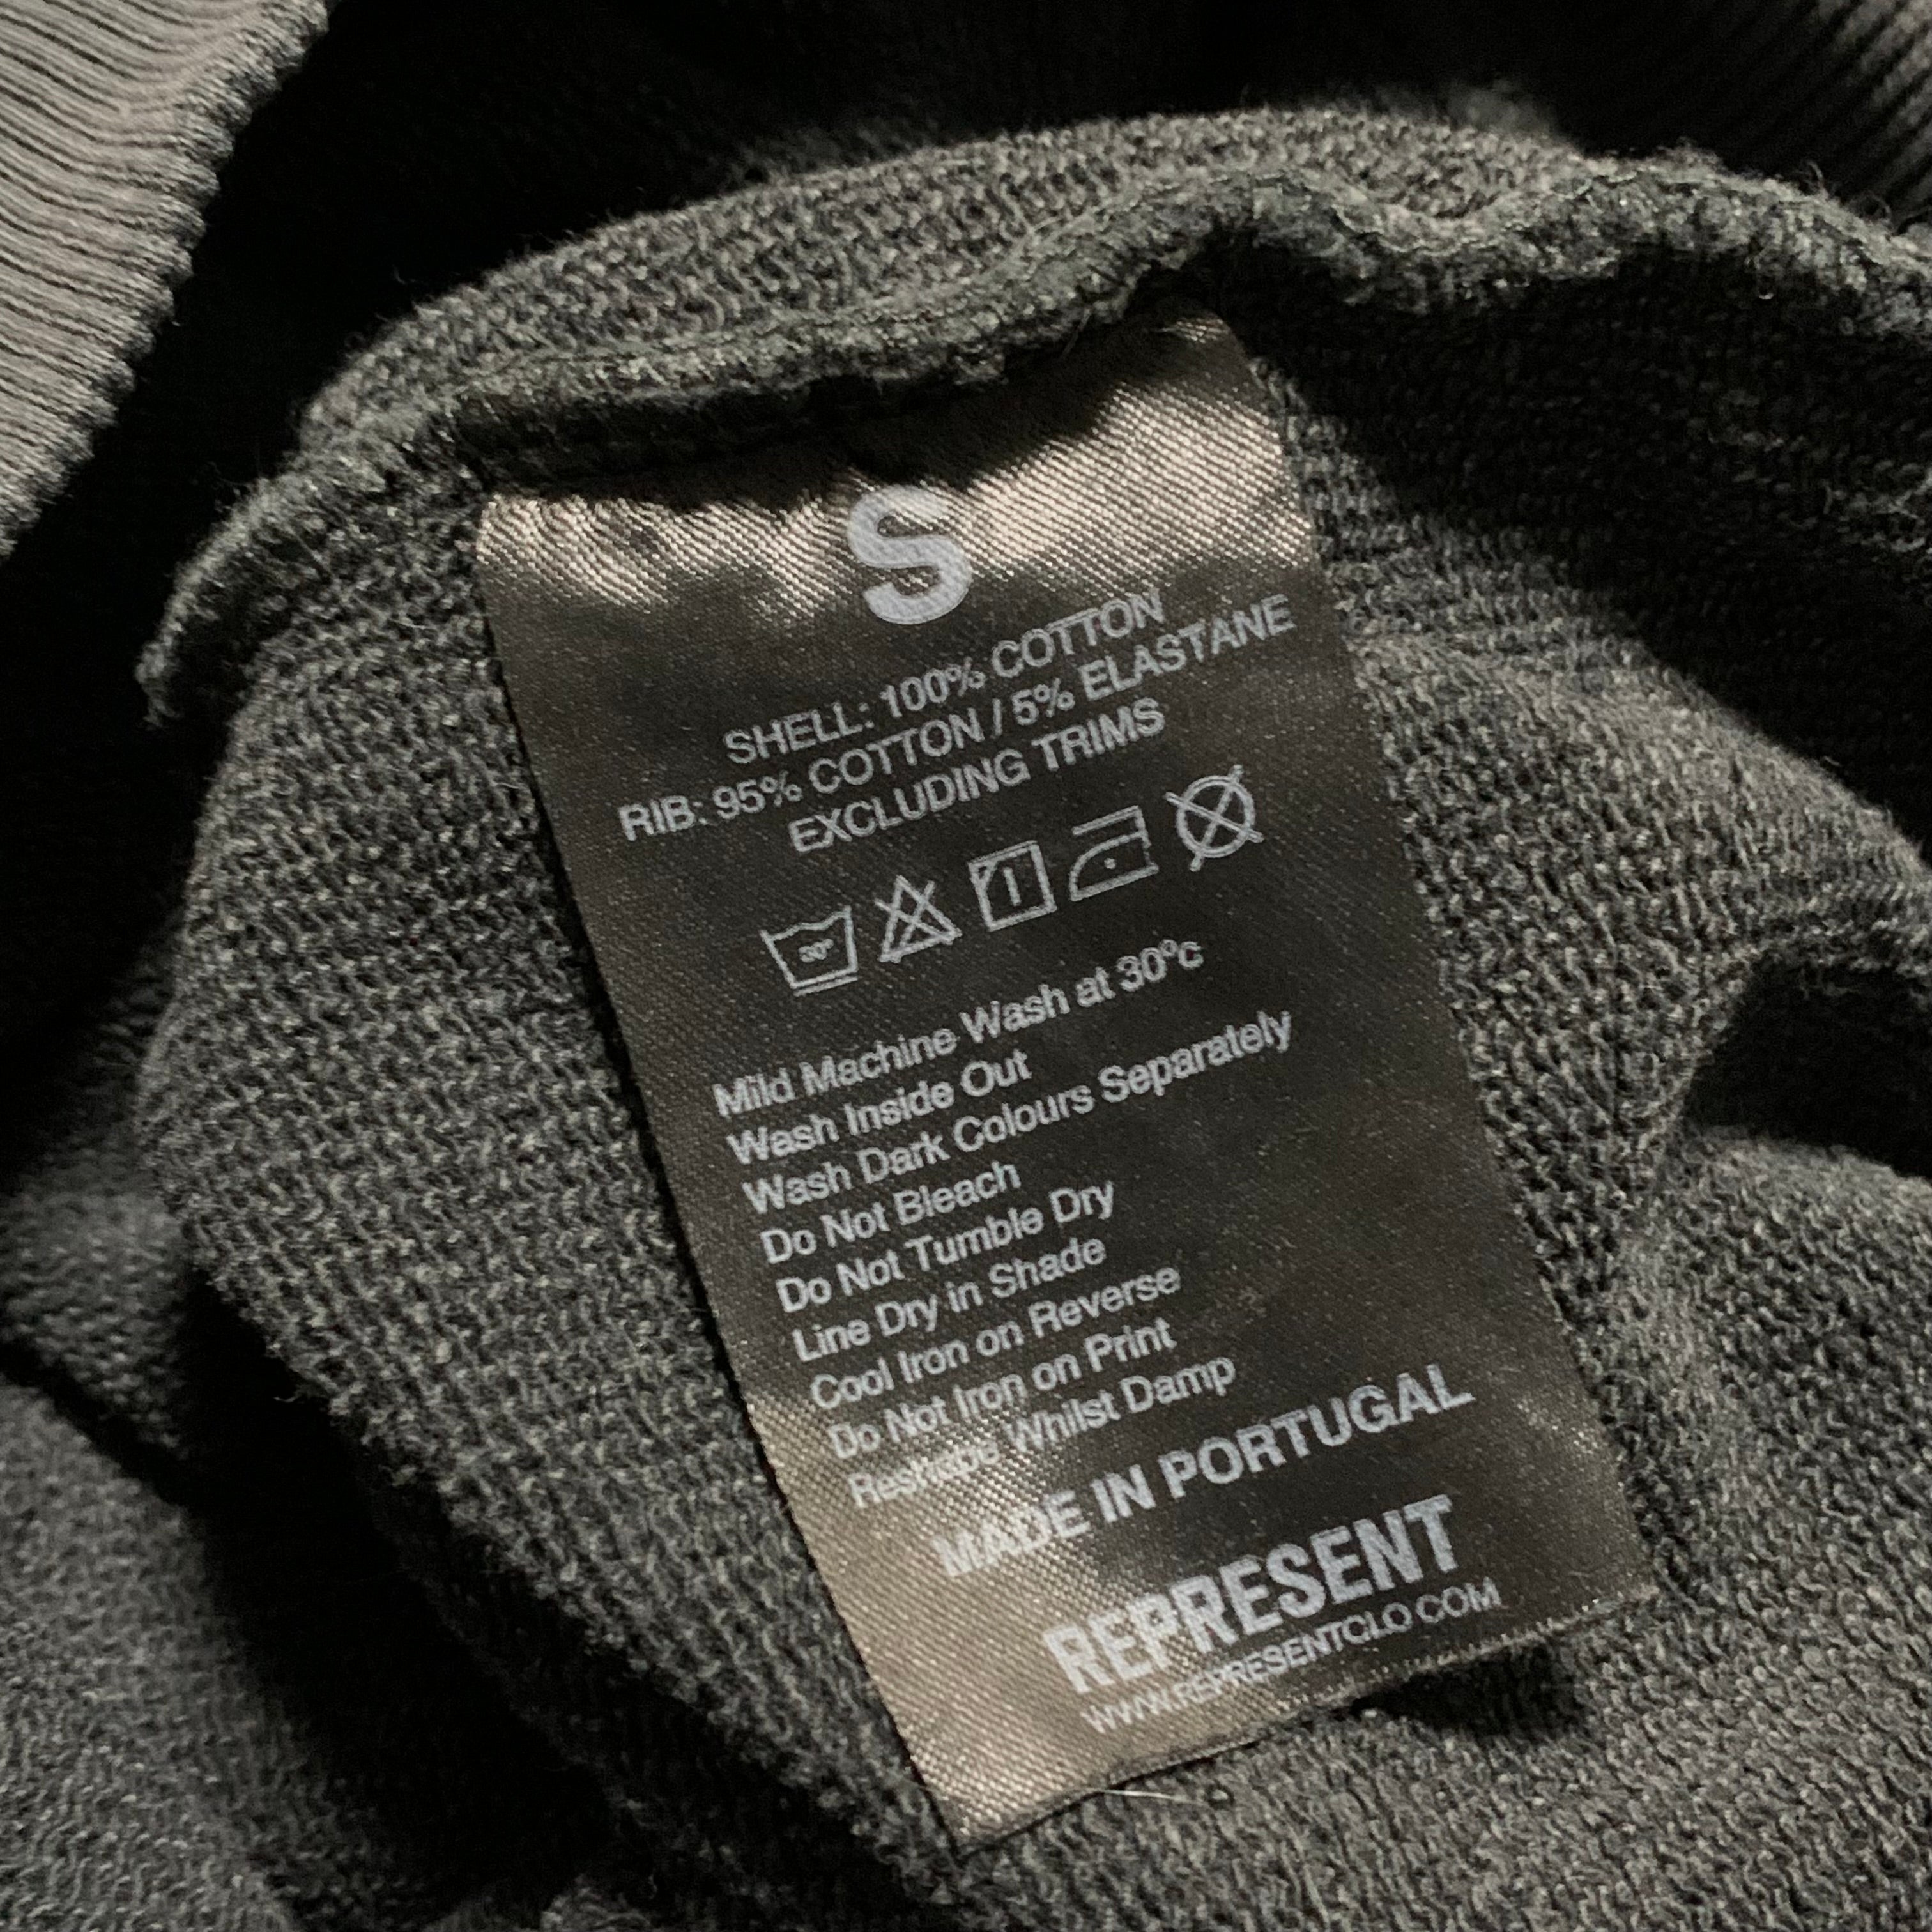 S
SHELL: 100% COTTON
RIB: 95% COTTON / 5% ELASTANE
EXCLUDING TRIMS
30°
Mild Machine Wash at 30ºc
Wash Inside Out
Wash Dark Colours Separately
Do Not Bleach
Do Not Tumble Dry
Line Dry in Shade
Cool Iron on Reverse
Do Not Iron on Print
Reshape Whilst Damp
MADE IN PORTUGAL
REPRESENT
WWW.REPRESENTCLO.COM